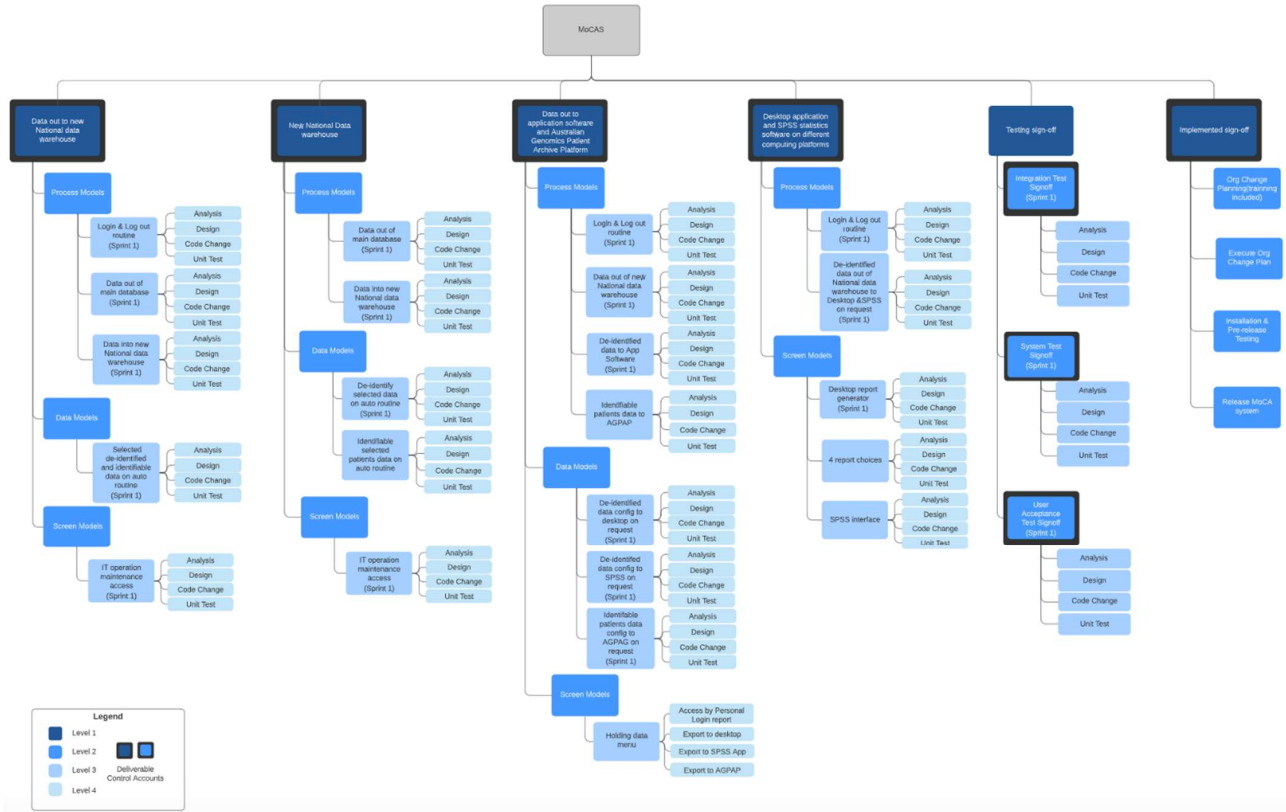 MoCAS
Data out to new
National data
warehouse
Process Models
Login & Log out
routine
(Sprint 1)
Analysis
Design
Code Change
Unit Test
Data out of
main database
(Sprint 1)
Analysis
Design
Code Change
Unit Test
Data into new
National data
warehouse
(Sprint 1)
Analysis
Design
Code Change
Unit Test
Data Models
Selected
de-identified
and identifiable
data on auto
routine
(Sprint 1)
Analysis
Design
Code Change
Unit Test
Screen Models
IT operation
maintenance
access
(Sprint 1)
Analysis
Design
Code Change
Unit Test
New National Data
warehouse
Process Models
Data out of
main database
(Sprint 1)
Analysis
Design
Code Change
Unit Test
Data into new
National data
warehouse
(Sprint 1)
Analysis
Design
Code Change
Unit Test
Data Models
De-identify
selected data
on auto routine
(Sprint 1)
Analysis
Design
Code Change
Unit Test
Idenifiable
selected
patients data on
auto routine
Analysis
Design
Code Change
Unit Test
Screen Models
IT operation
maintenance
access
(Sprint 1)
Analysis
Design
Code Change
Unit Test
Data out to
application software
and Australian
Genomics Patient
Archive Platform
Process Models
Login & Log out
routine
(Sprint 1)
Analysis
Design
Code Change
Unit Test
Data out of new
National data
warehouse
(Sprint 1)
Analysis
Design
Code Change
Unit Test
De-identified
data to App
Software
(Sprint 1)
Analysis
Design
Code Change
Unit Test
Identifiable
patients data to
AGPAP
Analysis
Design
Code Change
Unit Test
Data Models
De-identified
data config to
desktop on
request
(Sprint 1)
Analysis
Design
Code Change
Unit Test
De-identifed
data config to
SPSS on
request
(Sprint 1)
Analysis
Design
Code Change
Unit Test
Identifable
patients data
config to
AGPAG on
request
(Sprint 1)
Analysis
Design
Code Change
Unit Test
Screen Models
Holding data
menu
Access by Personal
Login report
Export to desktop
Export to SPSS App
Export to AGPAP
Desktop application
and SPSS statistics
software on different
computing platforms
Process Models
Login & Log out
routine
(Sprint 1)
Analysis
Design
Code Change
Unit Test
De-identified
data out of
National data
warehouse to
Desktop &SPSS
on request
(Sprint 1)
Analysis
Design
Code Change
Unit Test
Screen Models
Desktop report
generator
(Sprint 1)
Analysis
Design
Code Change
Unit Test
4 report choices
Analysis
Design
Code Change
Unit Test
SPSS interface
Analysis
Design
Code Change
Unit Test
Testing sign-off
Integration Test
Signoff
(Sprint 1)
Analysis
Design
Code Change
Unit Test
System Test
Signoff
(Sprint 1)
Analysis
Design
Code Change
Unit Test
User
Acceptance
Test Signoff
(Sprint 1)
Analysis
Design
Code Change
Unit Test
Implemented sign-off
Org Change
Planning(trainning
included)
Execute Org
Change Plan
Installation &
Pre-release
Testing
Release MoCA
system
Legend
Level 1
Level 2
Level 3
Level 4
Deliverable
Control Accounts